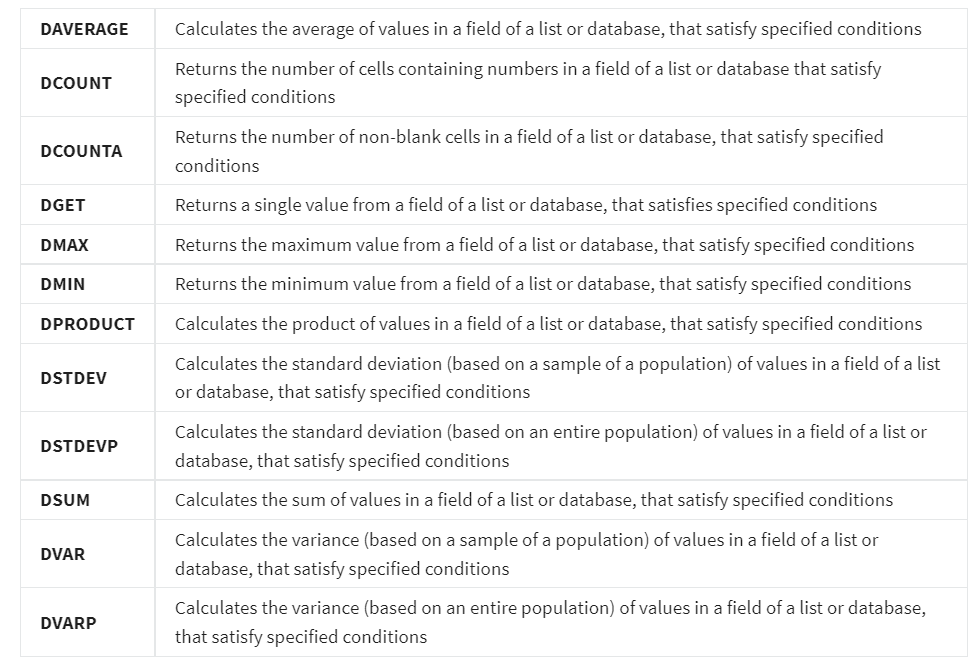 DAVERAGE Calculates the average of values in a field of a list or database, that satisfy specified conditions
DCOUNT Returns the number of cells containing numbers in a field of a list or database that satisfy
specified conditions
DCOUNTA Returns the number of non-blank cells in a field of a list or database, that satisfy specified
conditions
DGET Returns a single value from a field of a list or database, that satisfies specified conditions
DMAX Returns the maximum value from a field of a list or database, that satisfy specified conditions
DMIN Returns the minimum value from a field of a list or database, that satisfy specified conditions
DPRODUCT Calculates the product of values in a field of a list or database, that satisfy specified conditions
DSTDEV Calculates the standard deviation (based on a sample of a population) of values in a field of a list
or database, that satisfy specified conditions
DSTDEVP Calculates the standard deviation (based on an entire population) of values in a field of a list or
database, that satisfy specified conditions
DSUM Calculates the sum of values in a field of a list or database, that satisfy specified conditions
DVAR Calculates the variance (based on a sample of a population) of values in a field of a list or
database, that satisfy specified conditions
DVARP Calculates the variance (based on an entire population) of values in a field of a list or database,
that satisfy specified conditions